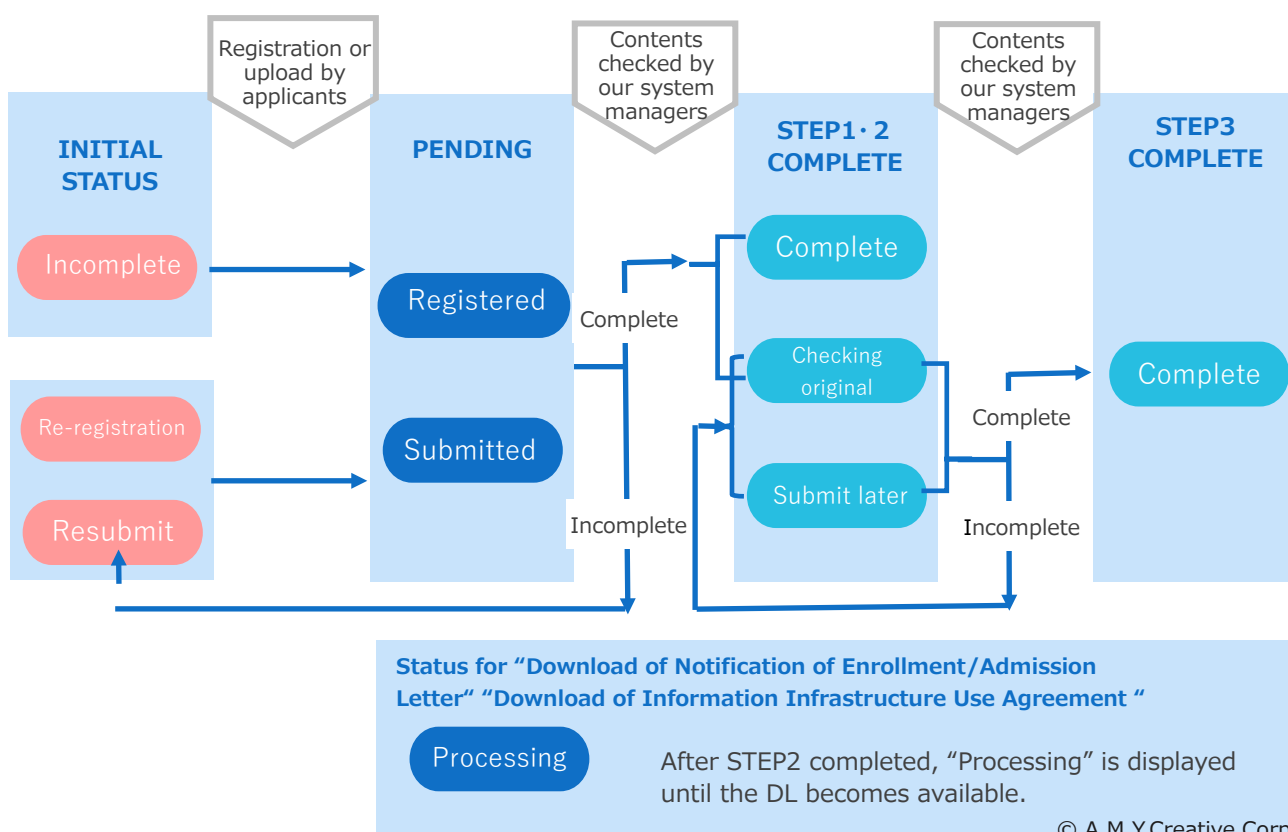 Registration or
upload by
applicants
Contents
checked by
our system
managers
Contents
checked by
our system
managers
INITIAL
STATUS
PENDING
STEP1・2
COMPLETE
STEP3
COMPLETE
Incomplete
Re-registration
Resubmit
Registered
Submitted
Complete
Incomplete
Complete
Checking
original
Submit later
Complete
Incomplete
Complete
Status for “Download of Notification of Enrollment/Admission
Letter“ “Download of Information Infrastructure Use Agreement “
Processing
After STEP2 completed, “Processing” is displayed
until the DL becomes available.
© A.M.Y.Creative Corp